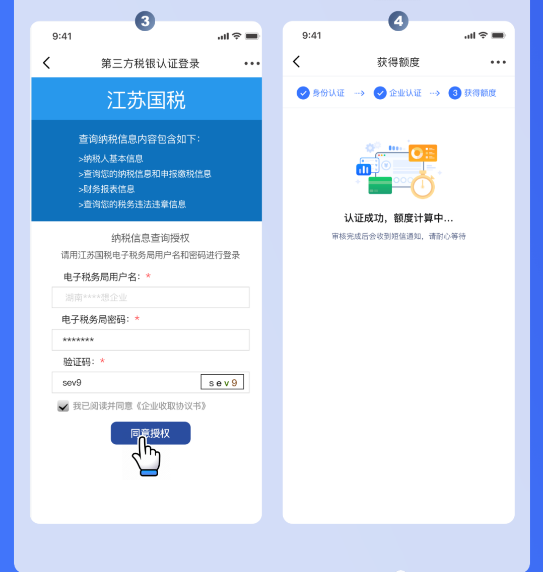 3
9:41
第三方税银认证登录
江苏国税
查询纳税信息内容包含如下:
>纳税人基本信息
>查询您的纳税信息和申报缴税信息
>财务报表信息
>查询您的税务违法违章信息
纳税信息查询授权
请用江苏国税电子税务局用户名和密码进行登录
电子税务局用户名: *
湖南****想企业
电子税务局密码: *
*******
验证码: *
sev9
sev9
我已阅读并同意《企业收取协议书》
同意授权
4
9:41
获得额度
身份认证
企业认证
3 获得额度
认证成功，额度计算中...
审核完成后会收到短信通知，请耐心等待